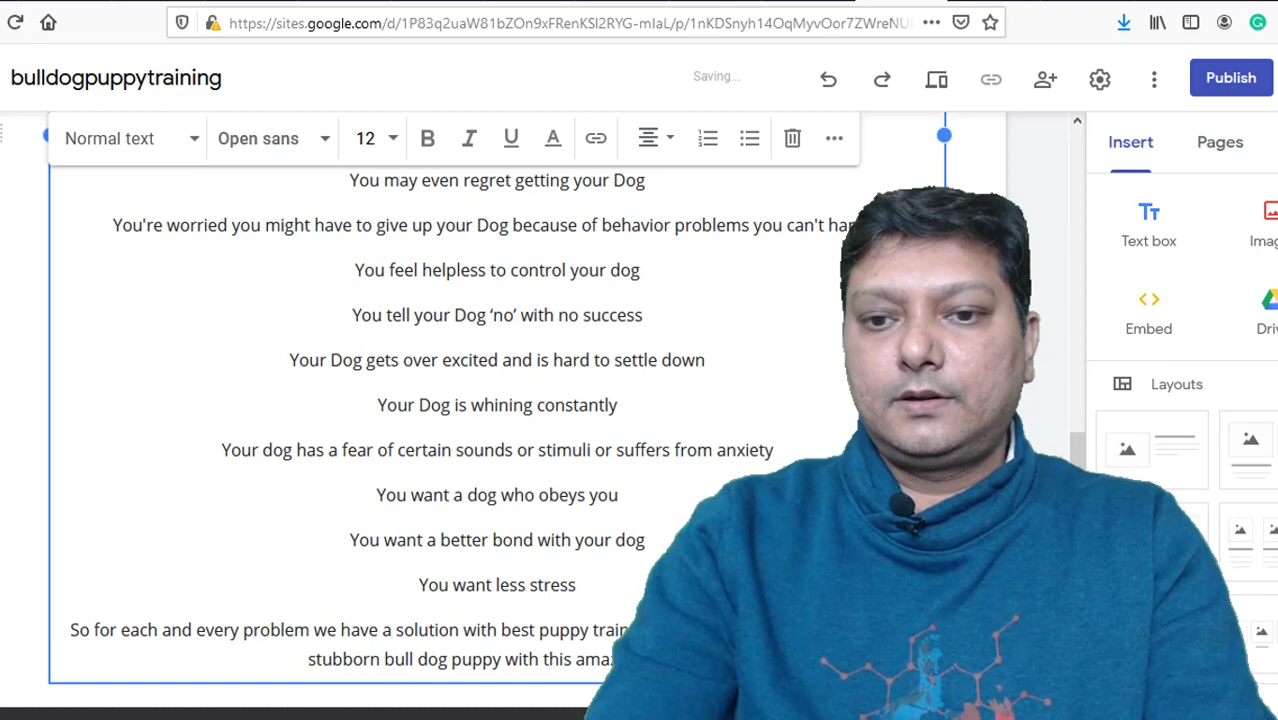 https://sites.google.com/d/1P83q2uaW81bZOn9xFRenKSl2RYG-mIaL/p/1nKDSnyh14OqMyvOor7ZWreNU
bulldogpuppytraining
Saving...
Publish
Normal text
Open sans
12
B I U A
Insert
Pages
You may even regret getting your Dog
You're worried you might have to give up your Dog because of behavior problems you can't
You feel helpless to control your dog
You tell your Dog ‘no’ with no success
Your Dog gets over excited and is hard to settle down
Your Dog is whining constantly
Your dog has a fear of certain sounds or stimuli or suffers from anxiety
You want a dog who obeys you
You want a better bond with your dog
You want less stress
So for each and every problem we have a solution with best puppy
stubborn bull dog puppy with this
Tt
Text box
Embed
Layouts